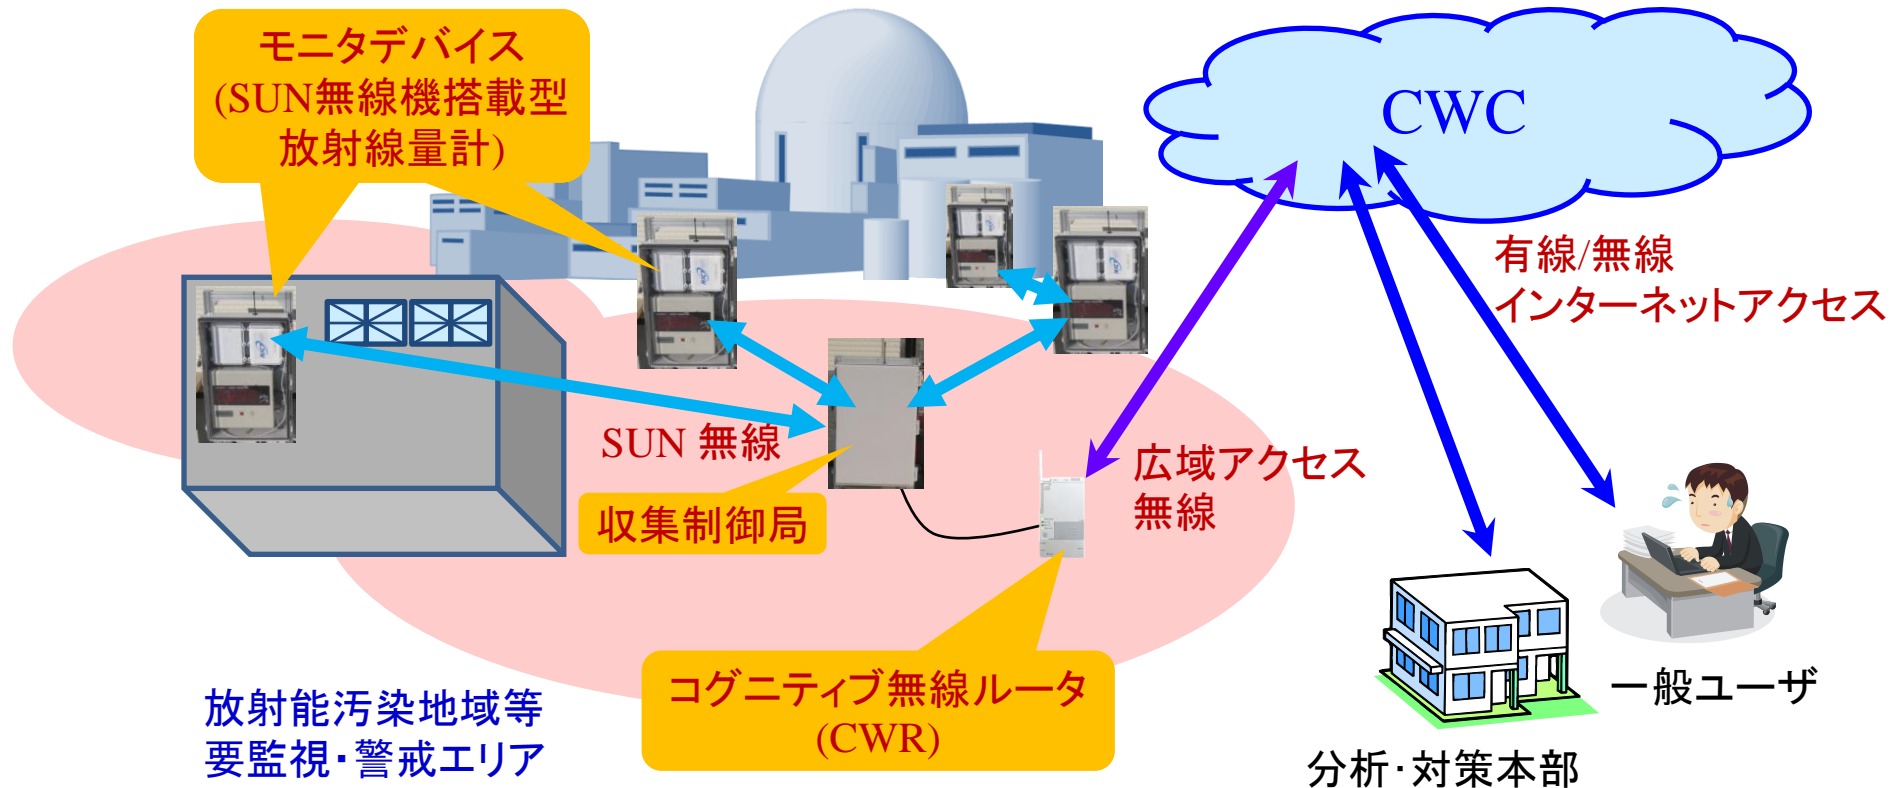 モニタデバイス
(SUN無線機搭載型
放射線量計)
CWC
有線/無線
インターネットアクセス
SUN 無線
収集制御局
広域アクセス
無線
コグニティブ無線ルータ
(CWR)
放射能汚染地域等
要監視・警戒エリア
一般ユーザ
分析・対策本部